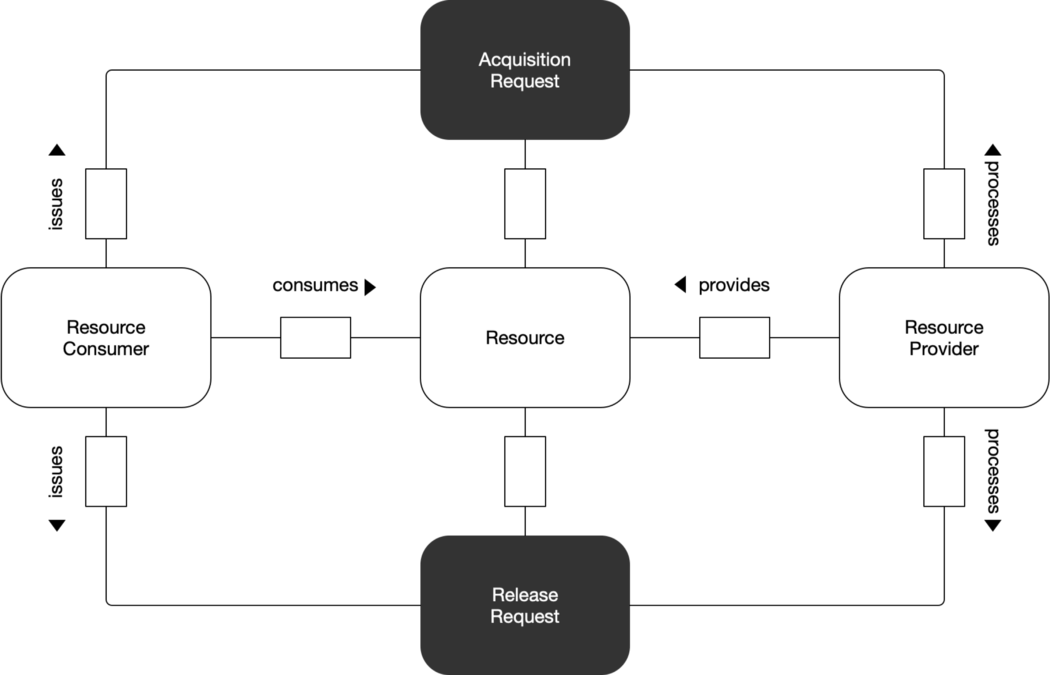 Acquisition
Request
issues
processes
consumes
provides
Resource
Consumer
Resource
Resource
Provider
issues
processes
Release
Request